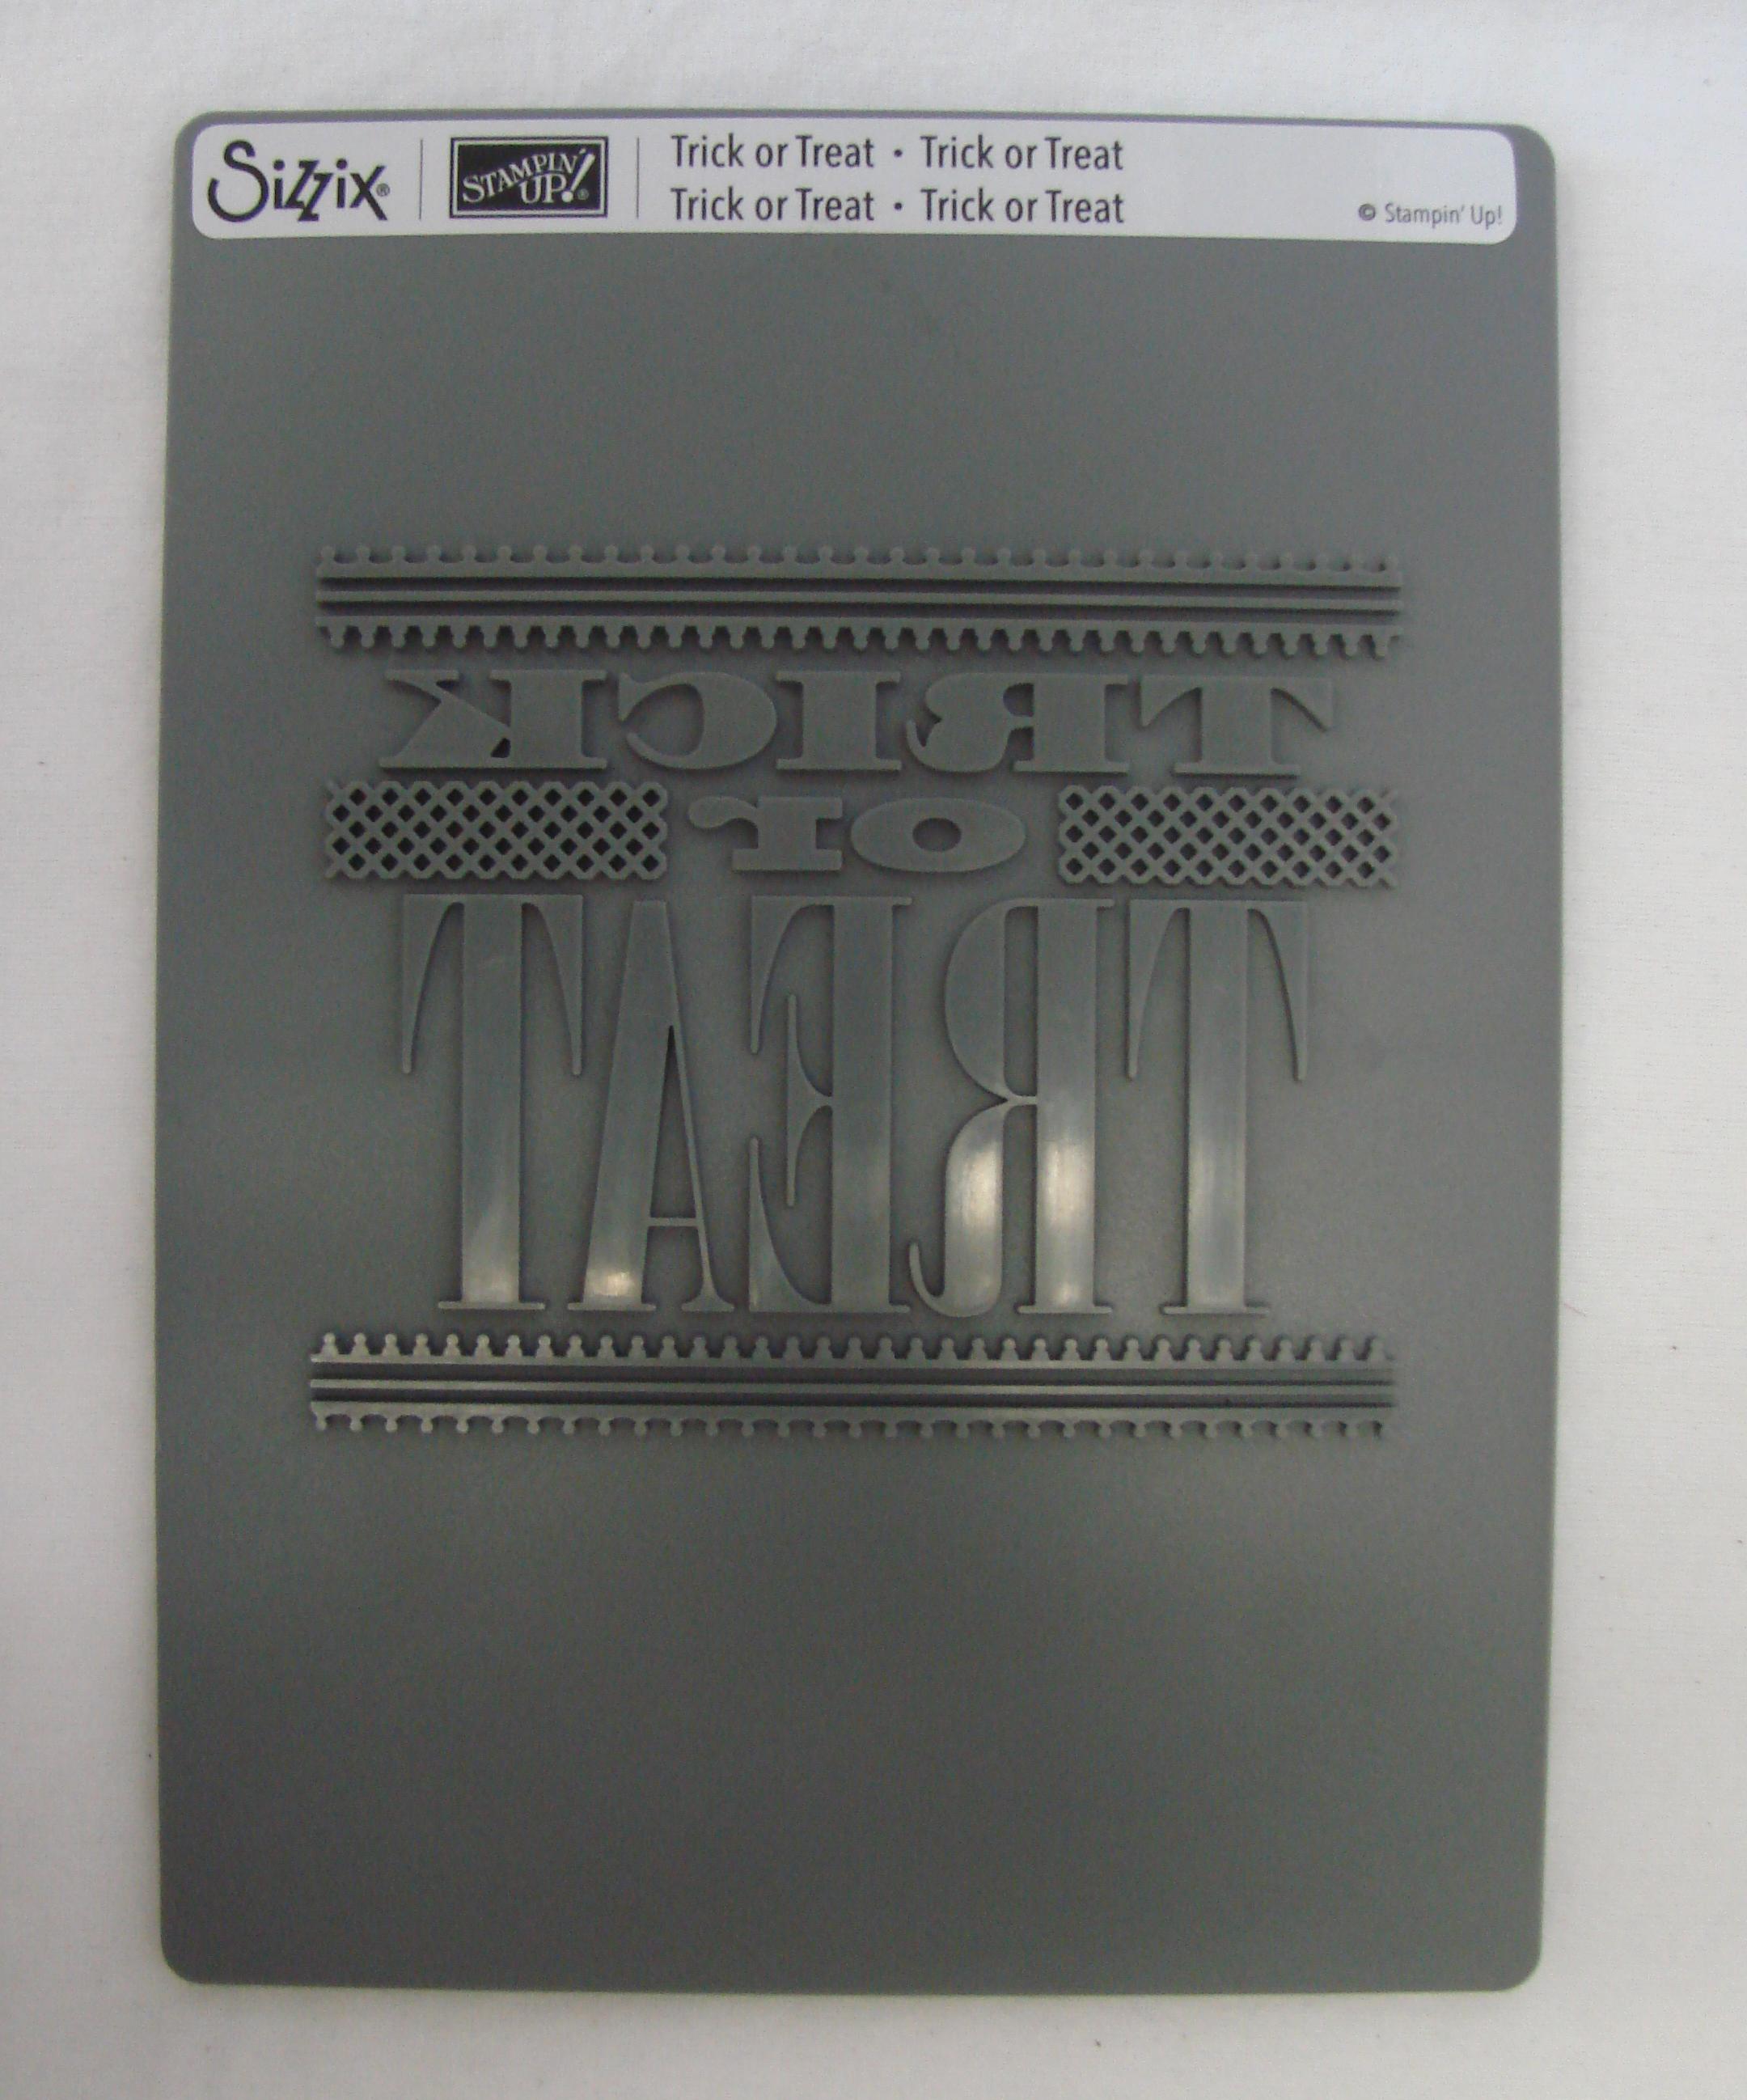 Sizzix®
STAMPIN' UP!®
Trick or Treat • Trick or Treat
Trick or Treat • Trick or Treat
© Stampin' Up!
TRICK
or
TREAT